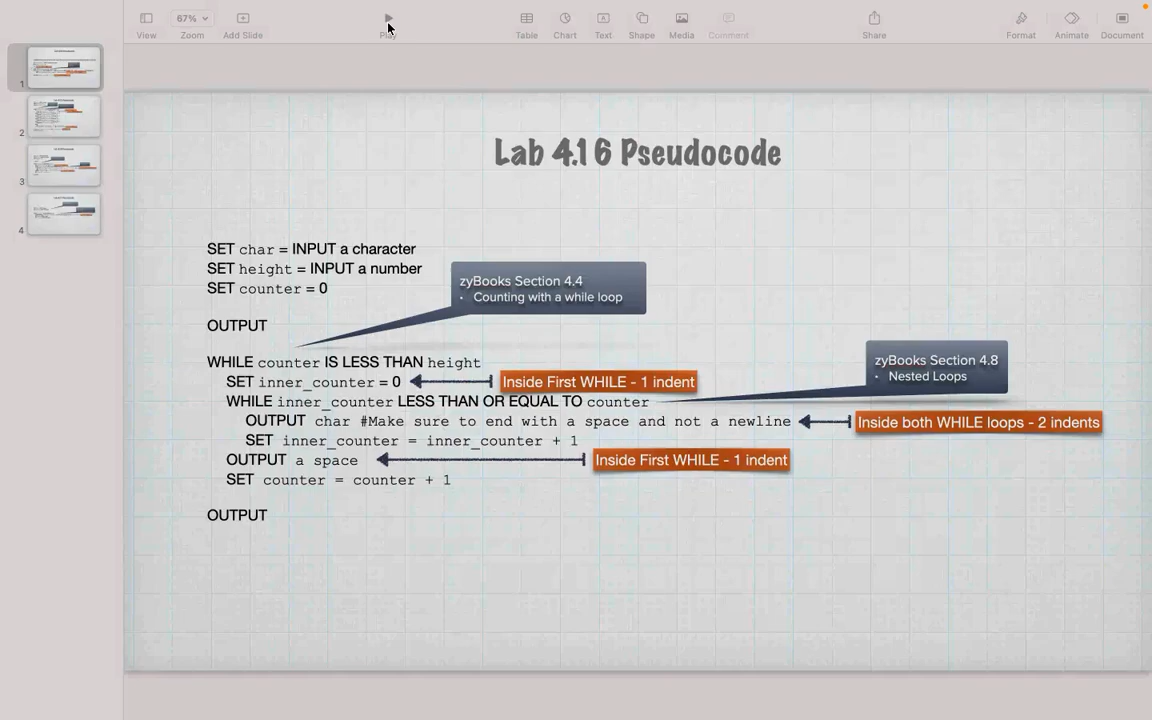 67%
View
Zoom
Add Slide
Play
Table
Chart
Text
Shape
Media
Comment
Share
Format
Animate
Document
1
2
3
4
Lab 4.16 Pseudocode
SET char = INPUT a character
SET height = INPUT a number
SET counter = 0
zyBooks Section 4.4
• Counting with a while loop
OUTPUT
WHILE counter IS LESS THAN height
SET inner_counter = 0
Inside First WHILE - 1 indent
zyBooks Section 4.8
• Nested Loops
WHILE inner_counter LESS THAN OR EQUAL TO counter
OUTPUT char #Make sure to end with a space and not a newline
Inside both WHILE loops - 2 indents
SET inner_counter = inner_counter + 1
OUTPUT a space
Inside First WHILE - 1 indent
SET counter = counter + 1
OUTPUT